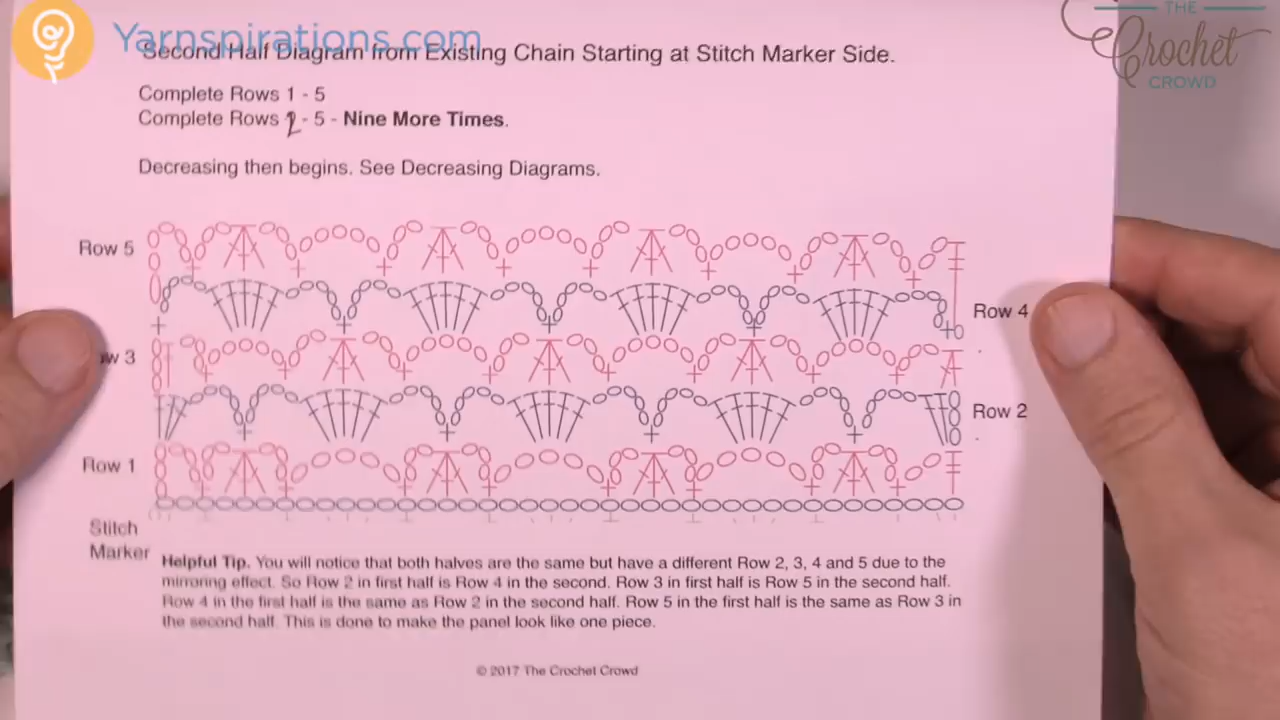 Yarnspirations.com
THE
Crochet
CROWD
Second Half Diagram from Existing Chain Starting at Stitch Marker Side.
Complete Rows 1 - 5
Complete Rows 2 - 5 - Nine More Times.
Decreasing then begins. See Decreasing Diagrams.
Row 5
Row 4
w 3
Row 2
Row 1
Stitch
Marker
Helpful Tip. You will notice that both halves are the same but have a different Row 2, 3, 4 and 5 due to the
mirroring effect. So Row 2 in first half is Row 4 in the second. Row 3 in first half is Row 5 in the second half.
Row 4 in the first half is the same as Row 2 in the second half. Row 5 in the first half is the same as Row 3 in
the second half. This is done to make the panel look like one piece.
© 2017 The Crochet Crowd